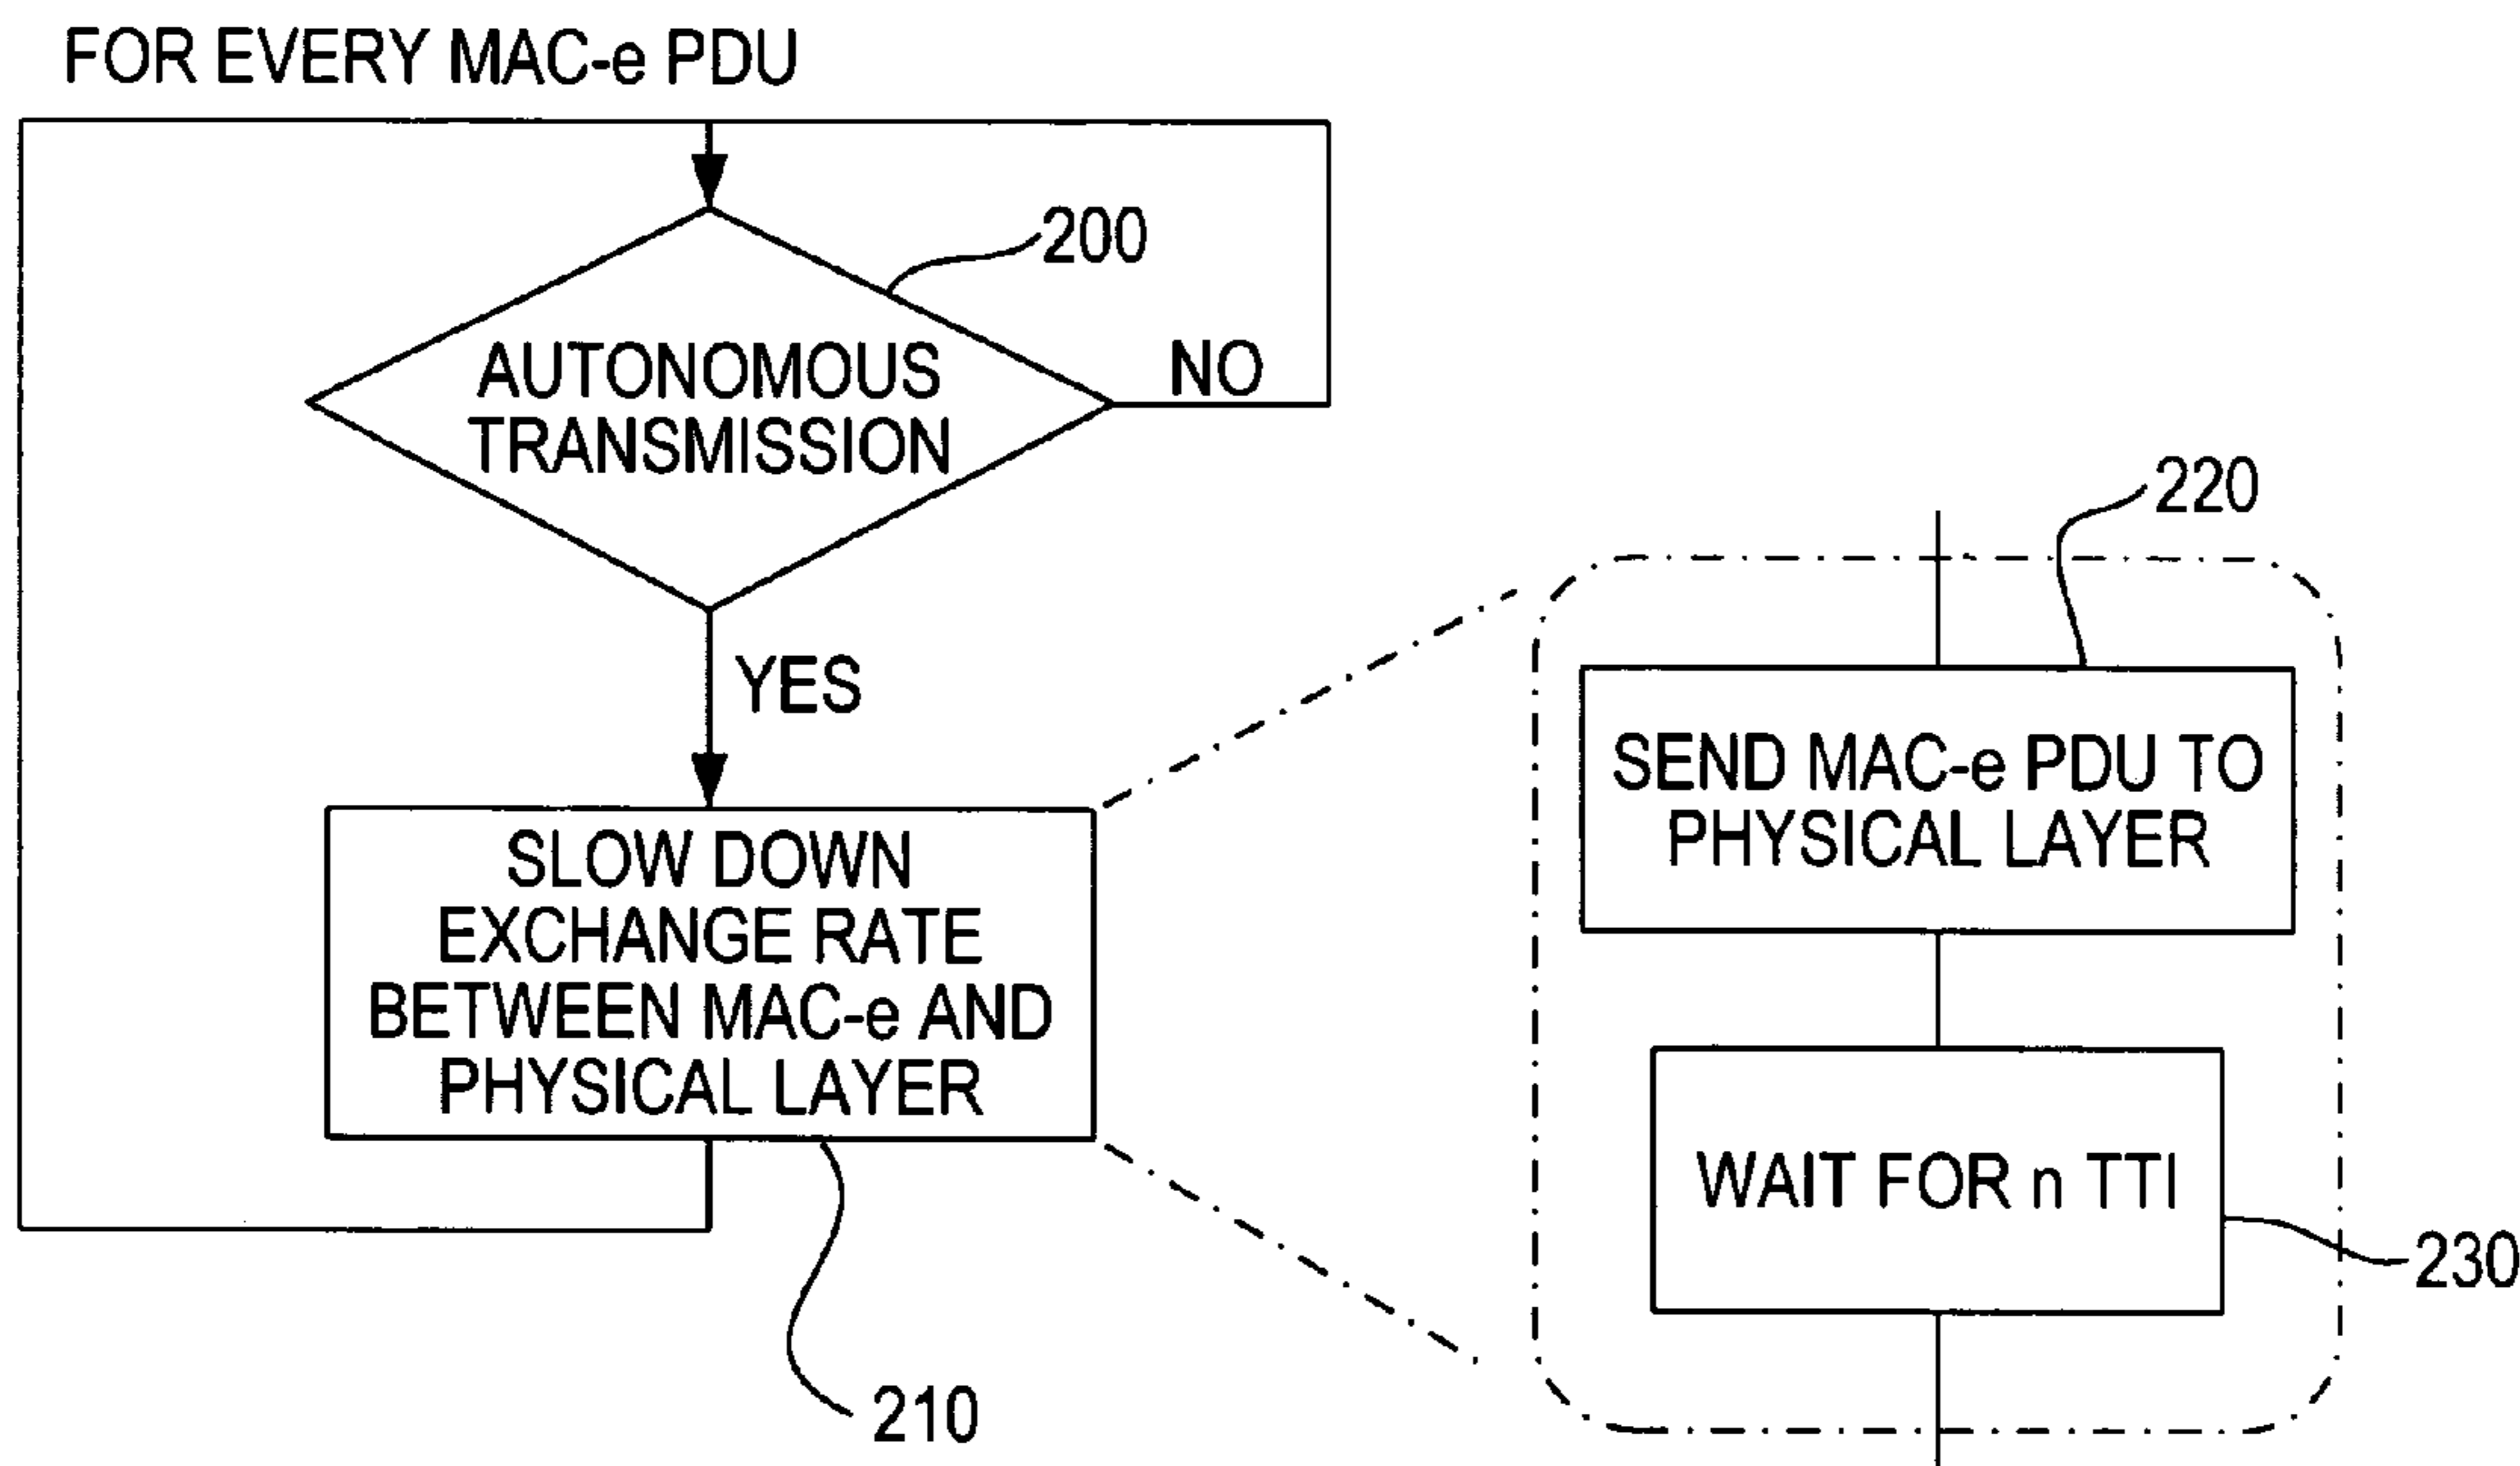 FOR EVERY MAC-e PDU
200
AUTONOMOUS
TRANSMISSION
NO
YES
SLOW DOWN
EXCHANGE RATE
BETWEEN MAC-e AND
PHYSICAL LAYER
210
220
SEND MAC-e PDU TO
PHYSICAL LAYER
WAIT FOR n TTI
230